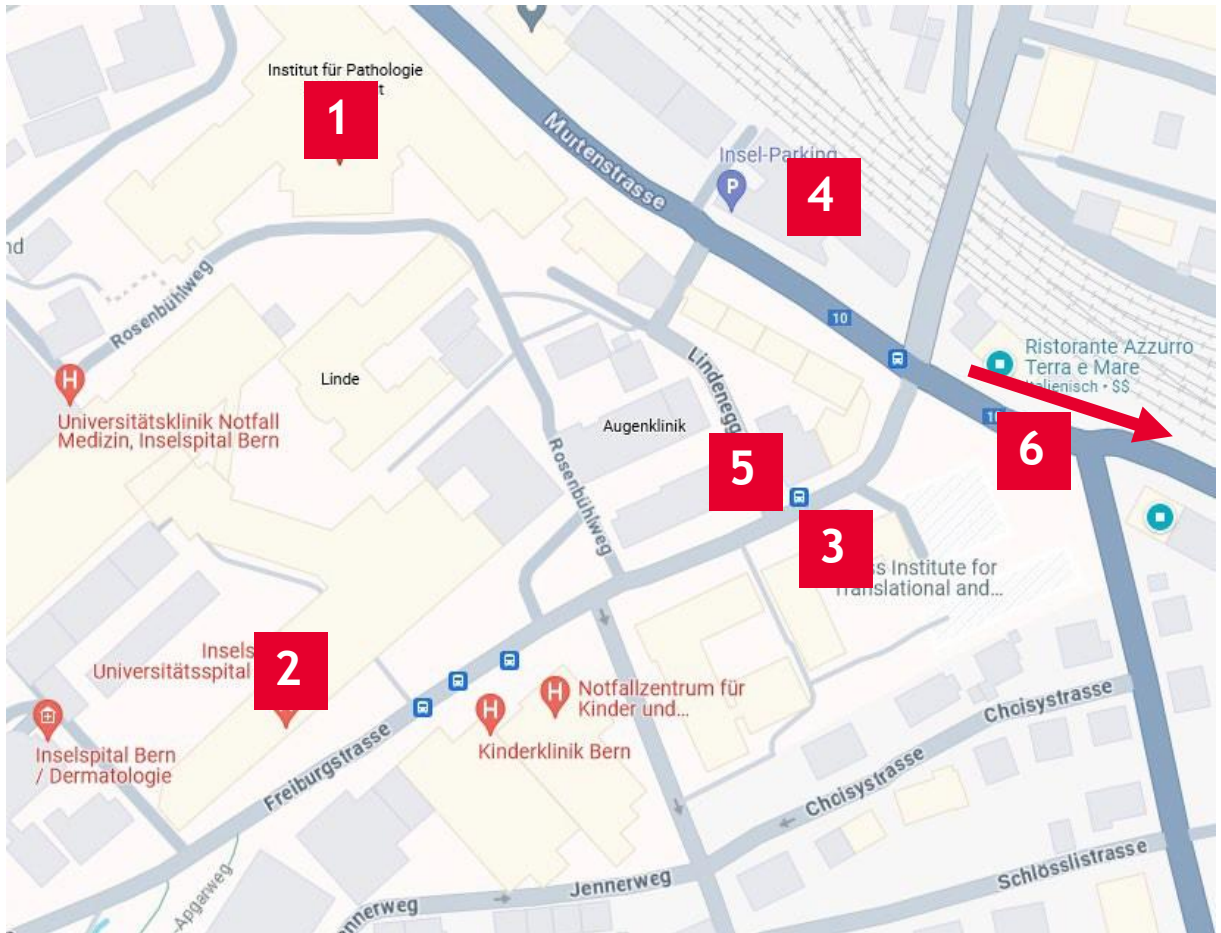 Institut für Pathologie
1
Murtenstrasse
Insel-Parking
P
4
Rosenbühlweg
10
Ristorante Azzurro
Terra e Mare
Italienisch • $$
Linde
Lindenegg
H
Universitätsklinik Notfall
Medizin, Inselspital Bern
Augenklinik
10
6
5
Rosenbühlweg
3
Institute for
Translational and...
2
Universitätsspital
H
Notfallzentrum für
Kinder und...
H
Kinderklinik Bern
Choisystrasse
Inselspital Bern
/ Dermatologie
Freiburgstrasse
Choisystrasse
Schlösslistrasse
Jennerweg
-Apgarweg